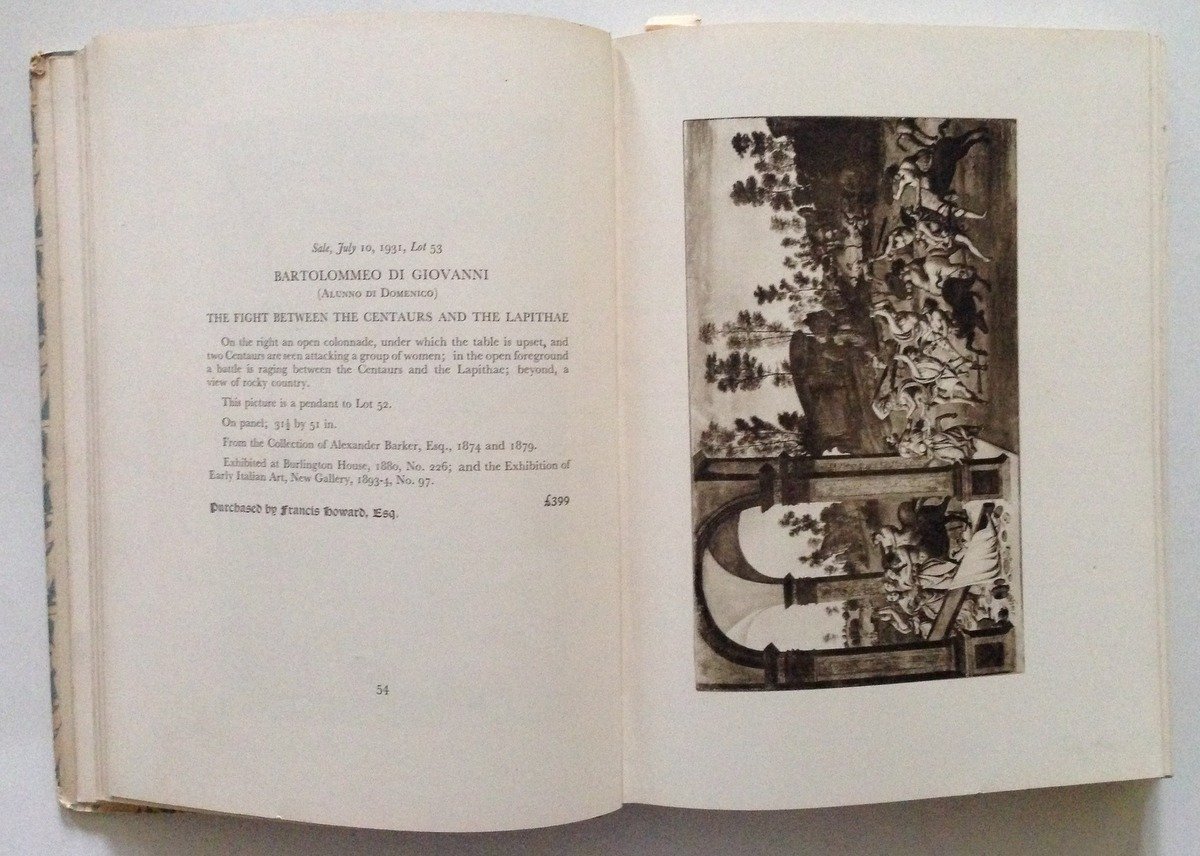 Sale, July 10, 1931, Lot 53
BARTOLOMMEO DI GIOVANNI
(Alunno di Domenico)
THE FIGHT BETWEEN THE CENTAURS AND THE LAPITHAE
On the right an open colonnade, under which the table is upset, and
two Centaurs are seen attacking a group of women; in the open foreground
a battle is raging between the Centaurs and the Lapithae; beyond, a
view of rocky country.
This picture is a pendant to Lot 52.
On panel; 31½ by 51 in.
From the Collection of Alexander Barker, Esq., 1874 and 1879.
Exhibited at Burlington House, 1880, No. 226; and the Exhibition of
Early Italian Art, New Gallery, 1893-4, No. 97.
Purchased by Francis Howard, Esq. £399
54